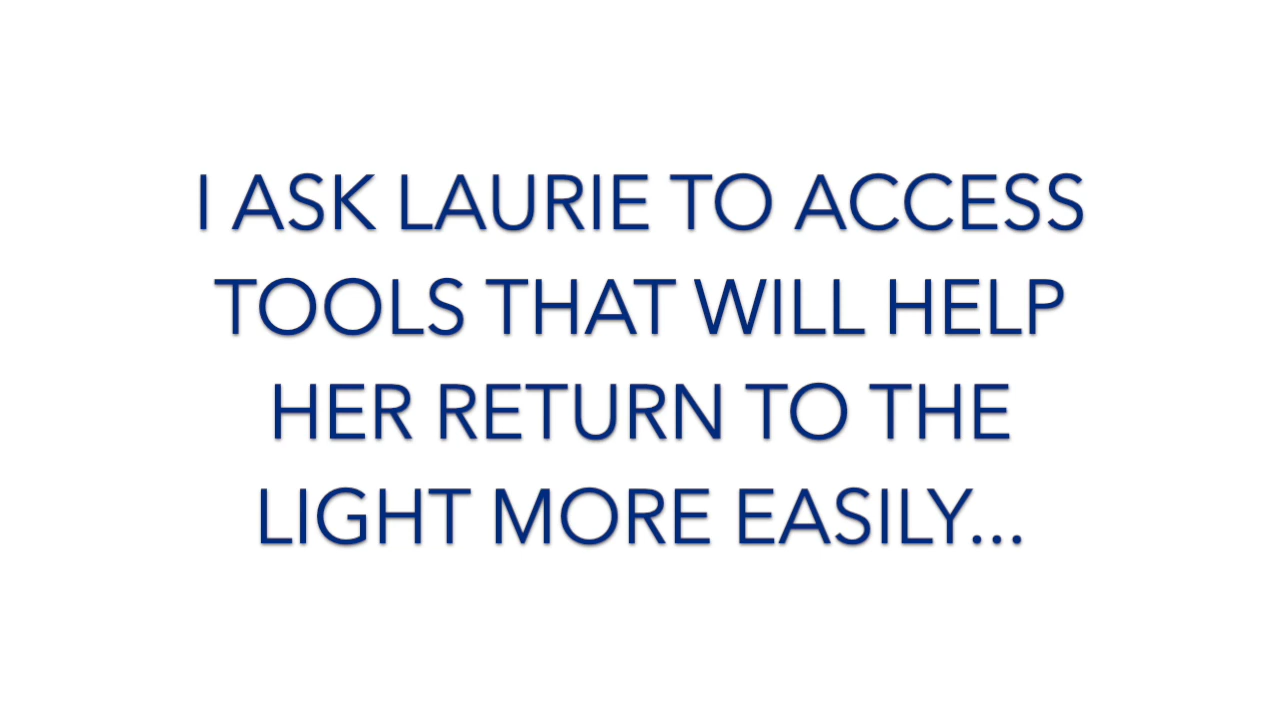 I ASK LAURIE TO ACCESS
TOOLS THAT WILL HELP
HER RETURN TO THE
LIGHT MORE EASILY...